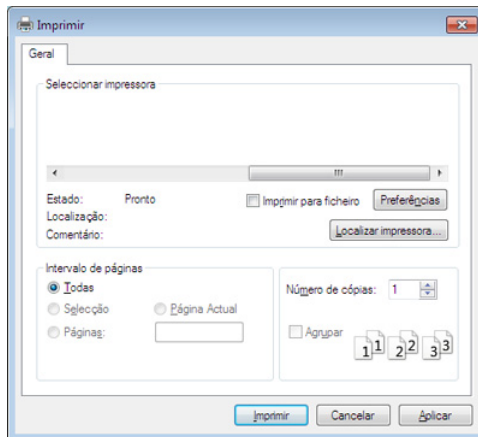 Imprimir
Geral
Seleccionar impressora
Estado: Pronto
Imprimir para ficheiro
Preferências
Localização:
Comentário:
Localizar impressora...
Intervalo de páginas
Todas
Selecção
Página Actual
Páginas:
Número de cópias: 1
Agrupar
1 1 2 2 3 3
Imprimir
Cancelar
Aplicar